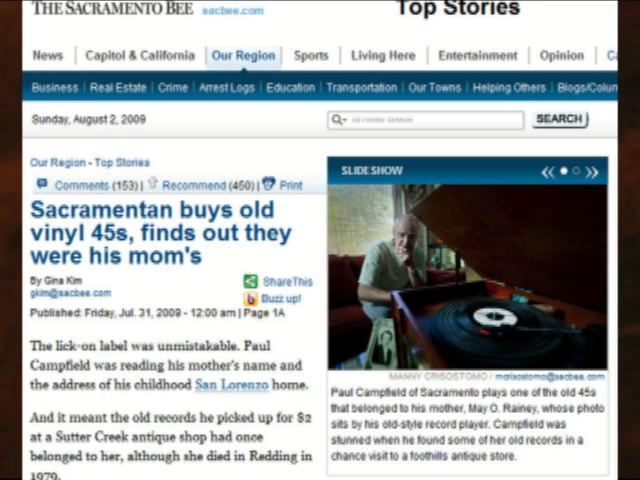 THE SACRAMENTO BEE sacbee.com
Top Stories
News Capitol & California Our Region Sports Living Here Entertainment Opinion
Business Real Estate Crime Arrest Logs Education Transportation Our Towns Helping Others Blogs/Colum
Sunday, August 2, 2009
KEYWORD SEARCH SEARCH
Our Region - Top Stories
Comments (153) | Recommend (450) | Print
Sacramentan buys old
vinyl 45s, finds out they
were his mom's
By Gina Kim
gkim@sacbee.com
ShareThis
Buzz up!
Published: Friday, Jul. 31, 2009 - 12:00 am | Page 1A
The lick-on label was unmistakable. Paul
Campfield was reading his mother's name and
the address of his childhood San Lorenzo home.
And it meant the old records he picked up for $2
at a Sutter Creek antique shop had once
belonged to her, although she died in Redding in
1979.
SLIDESHOW
MANNY CRISOSTOMO / mcrisostomo@sacbee.com
Paul Campfield of Sacramento plays one of the old 45s
that belonged to his mother, May O. Rainey, whose photo
sits by his old-style record player. Campfield was
stunned when he found some of her old records in a
chance visit to a foothills antique store.